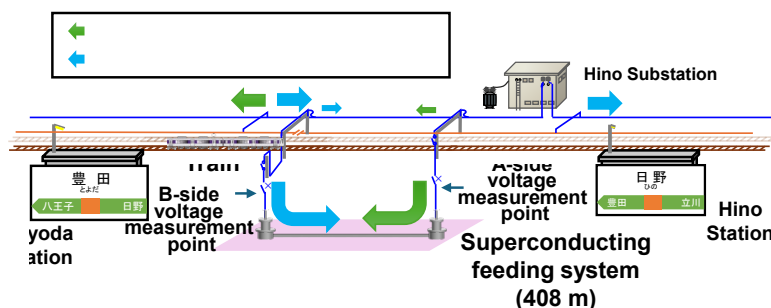 Hino Substation
Train
豊田
とよだ
八王子
日野
B-side
voltage
measurement
point
A-side
voltage
measurement
point
日野
ひの
豊田
立川
yoda
ation
Hino
Station
Superconducting
feeding system
(408 m)